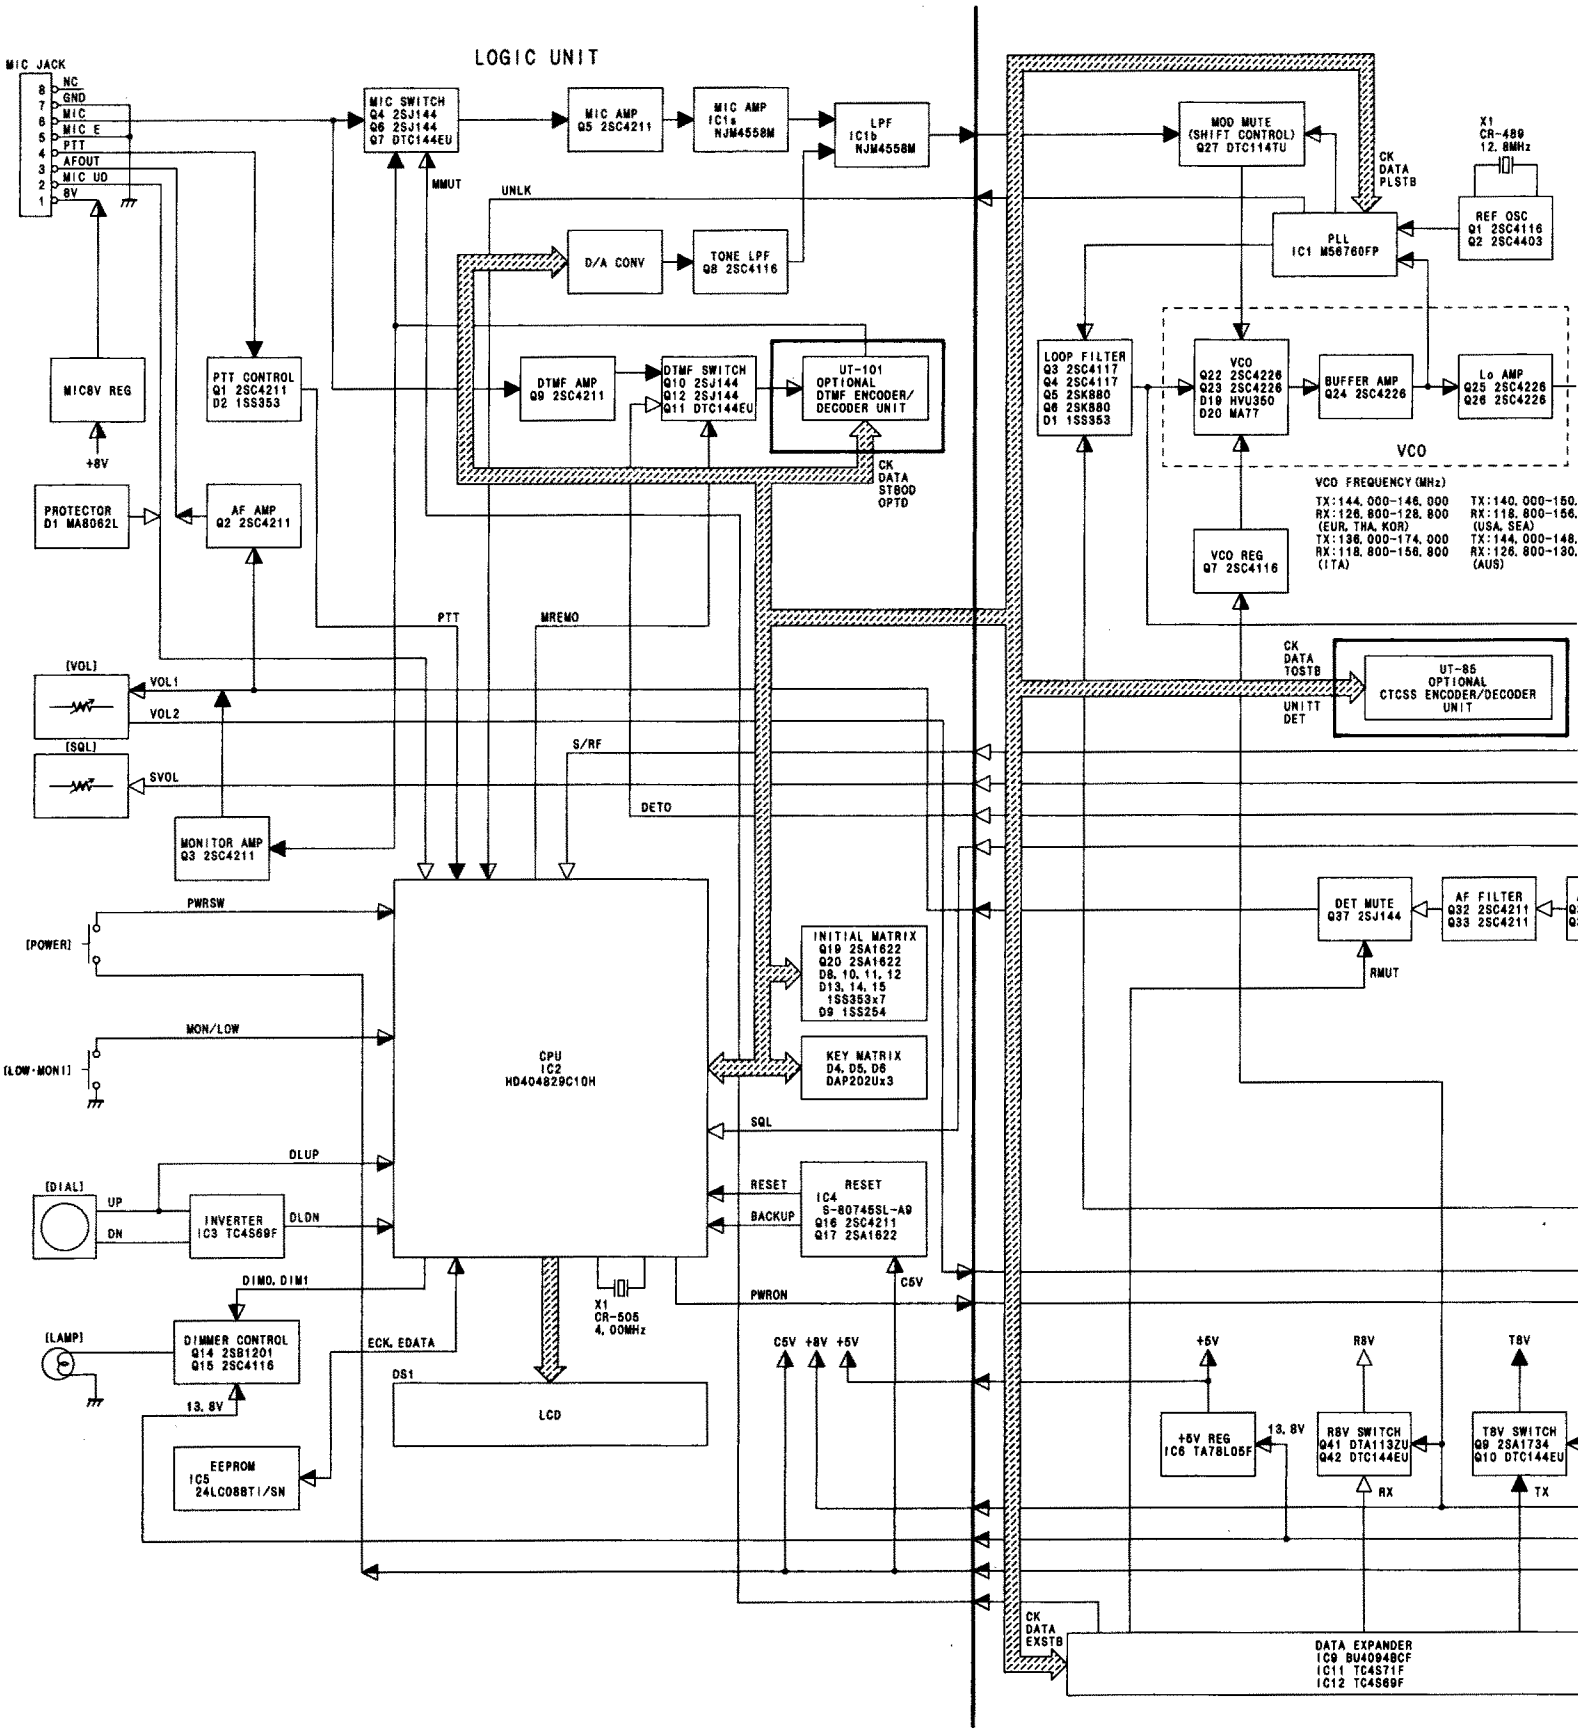 LOGIC UNIT
MIC JACK
8 NC
7 GND
6 MIC
5 MIC E
4 PTT
3 AFOUT
2 MIC UD
1 8V
MIC SWITCH
Q4 2SJ144
Q6 2SJ144
Q7 DTC144EU
MIC AMP
Q5 2SC4211
MIC AMP
IC1a
NJM4558M
LPF
IC1b
NJM4558M
MOD MUTE
(SHIFT CONTROL)
Q27 DTC114TU
CK
DATA
PLSTB
X1
CR-489
12.8MHz
MMUT
UNLK
REF OSC
Q1 2SC4116
Q2 2SC4403
PLL
IC1 M56760FP
D/A CONV
TONE LPF
Q8 2SC4116
MIC8V REG
+8V
PTT CONTROL
Q1 2SC4211
D2 1SS353
DTMF AMP
Q9 2SC4211
DTMF SWITCH
Q10 2SJ144
Q12 2SJ144
Q11 DTC144EU
UT-101
OPTIONAL
DTMF ENCODER/
DECODER UNIT
LOOP FILTER
Q3 2SC4117
Q4 2SC4117
Q5 2SK880
Q6 2SK880
D1 1SS353
VCO
Q22 2SC4226
Q23 2SC4226
D19 HVU350
D20 MA77
BUFFER AMP
Q24 2SC4226
Lo AMP
Q25 2SC4226
Q26 2SC4226
VCO
CK
DATA
STBOD
OPTD
VCO FREQUENCY (MHz)
TX:144.000-146.000 TX:140.000-150.
RX:126.800-128.800 RX:118.800-156.
(EUR, THA, KOR) (USA, SEA)
TX:136.000-174.000 TX:144.000-148.
RX:118.800-156.800 RX:126.800-130.
(ITA) (AUS)
PROTECTOR
D1 MA8062L
AF AMP
Q2 2SC4211
VCO REG
Q7 2SC4116
PTT
MREMO
[VOL]
VOL1
VOL2
[SQL]
SVOL
CK
DATA
TOSTB
UNITT
DET
UT-85
OPTIONAL
CTCSS ENCODER/DECODER
UNIT
S/RF
DETO
MONITOR AMP
Q3 2SC4211
PWRSW
[POWER]
MON/LOW
[LOW·MONI]
CPU
IC2
HD404829C10H
INITIAL MATRIX
Q19 2SA1622
Q20 2SA1622
D8, 10, 11, 12
D13, 14, 15
1SS353x7
D9 1SS254
KEY MATRIX
D4, D5, D6
DAP202Ux3
DET MUTE
Q37 2SJ144
AF FILTER
Q32 2SC4211
Q33 2SC4211
RMUT
SQL
DLUP
[DIAL]
UP
DN
INVERTER
IC3 TC4S69F
DLDN
RESET
BACKUP
RESET
IC4
S-80745SL-A9
Q16 2SC4211
Q17 2SA1622
C5V
DIM0, DIM1
X1
CR-505
4.00MHz
PWRON
[LAMP]
DIMMER CONTROL
Q14 2SB1201
Q15 2SC4116
ECK, EDATA
13.8V
EEPROM
IC5
24LC08BTI/SN
DS1
LCD
C5V +8V +5V
+5V
R8V
T8V
+5V REG
IC6 TA78L05F
13.8V
R8V SWITCH
Q41 DTA113ZU
Q42 DTC144EU
T8V SWITCH
Q9 2SA1734
Q10 DTC144EU
RX
TX
CK
DATA
EXSTB
DATA EXPANDER
IC9 BU4094BCF
IC11 TC4S71F
IC12 TC4S69F